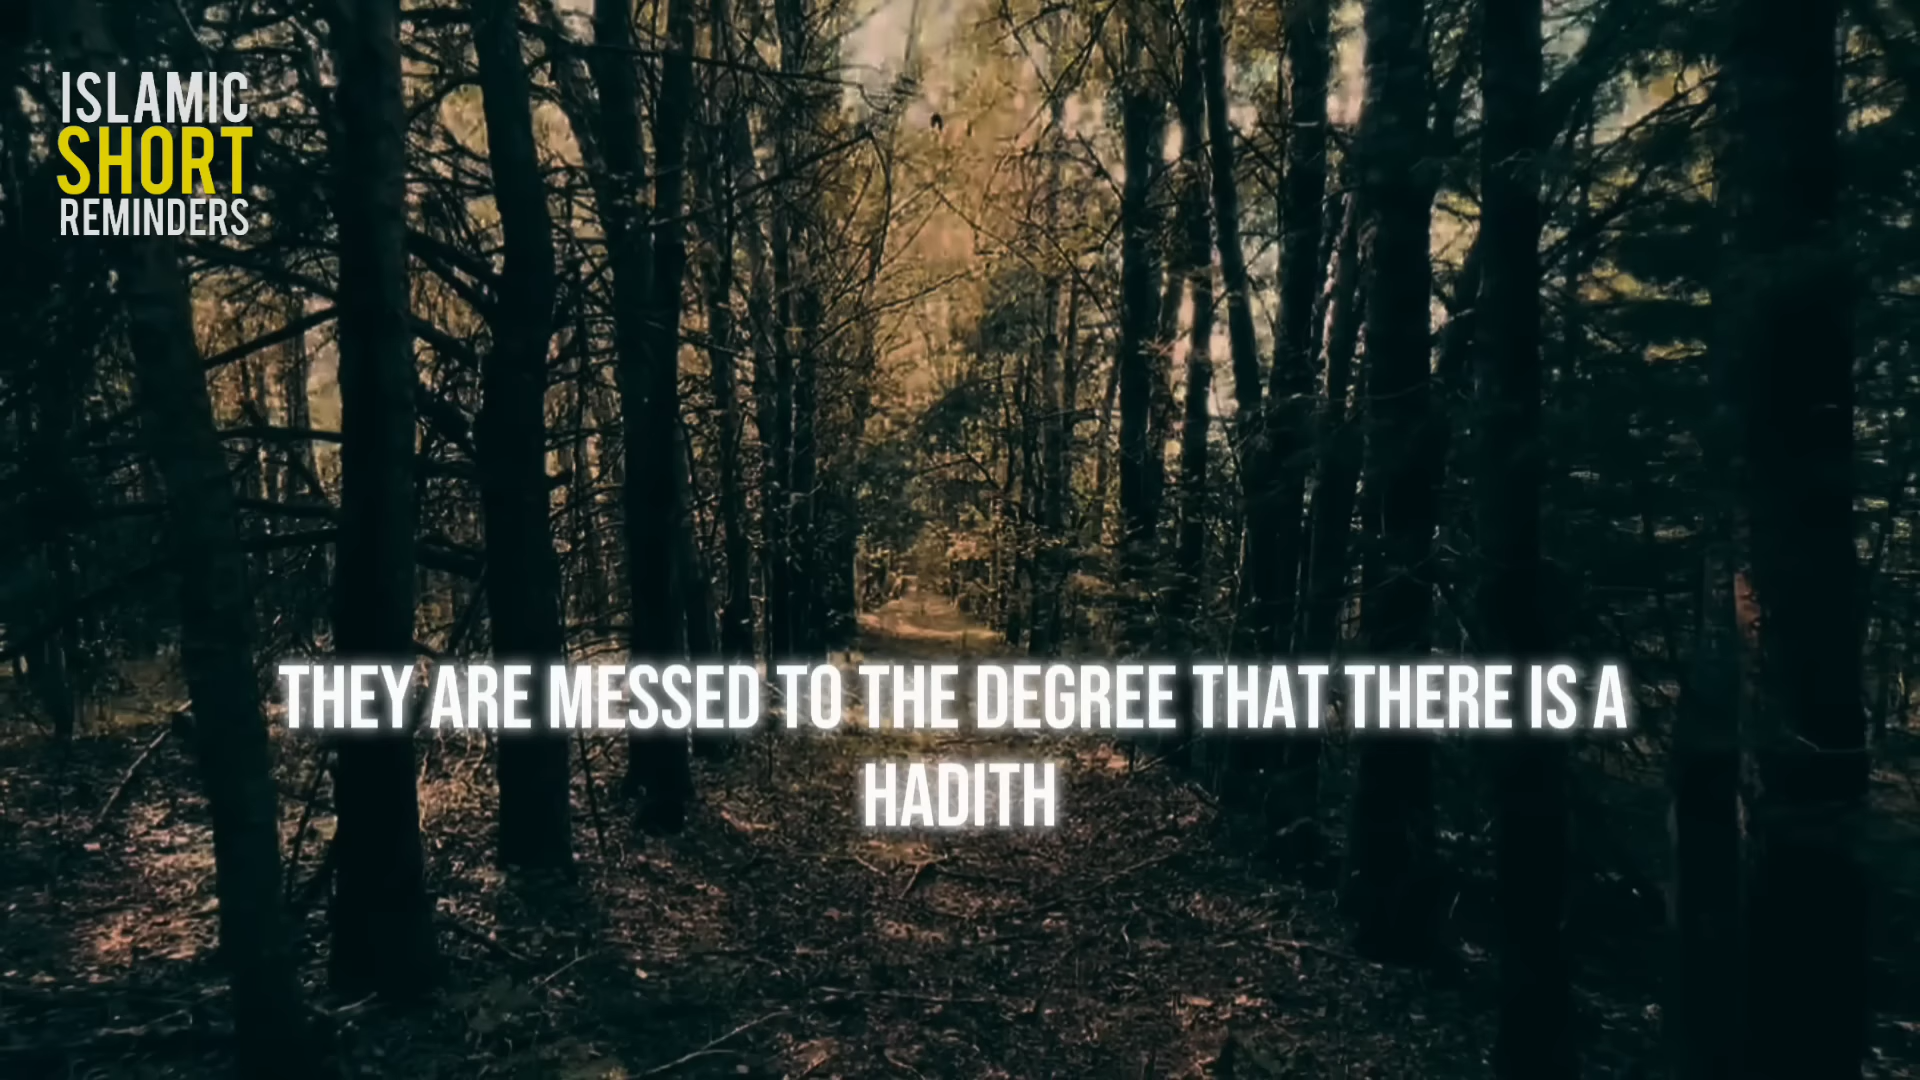 ISLAMIC
SHORT
REMINDERS
THEY ARE MESSED TO THE DEGREE THAT THERE IS A
HADITH